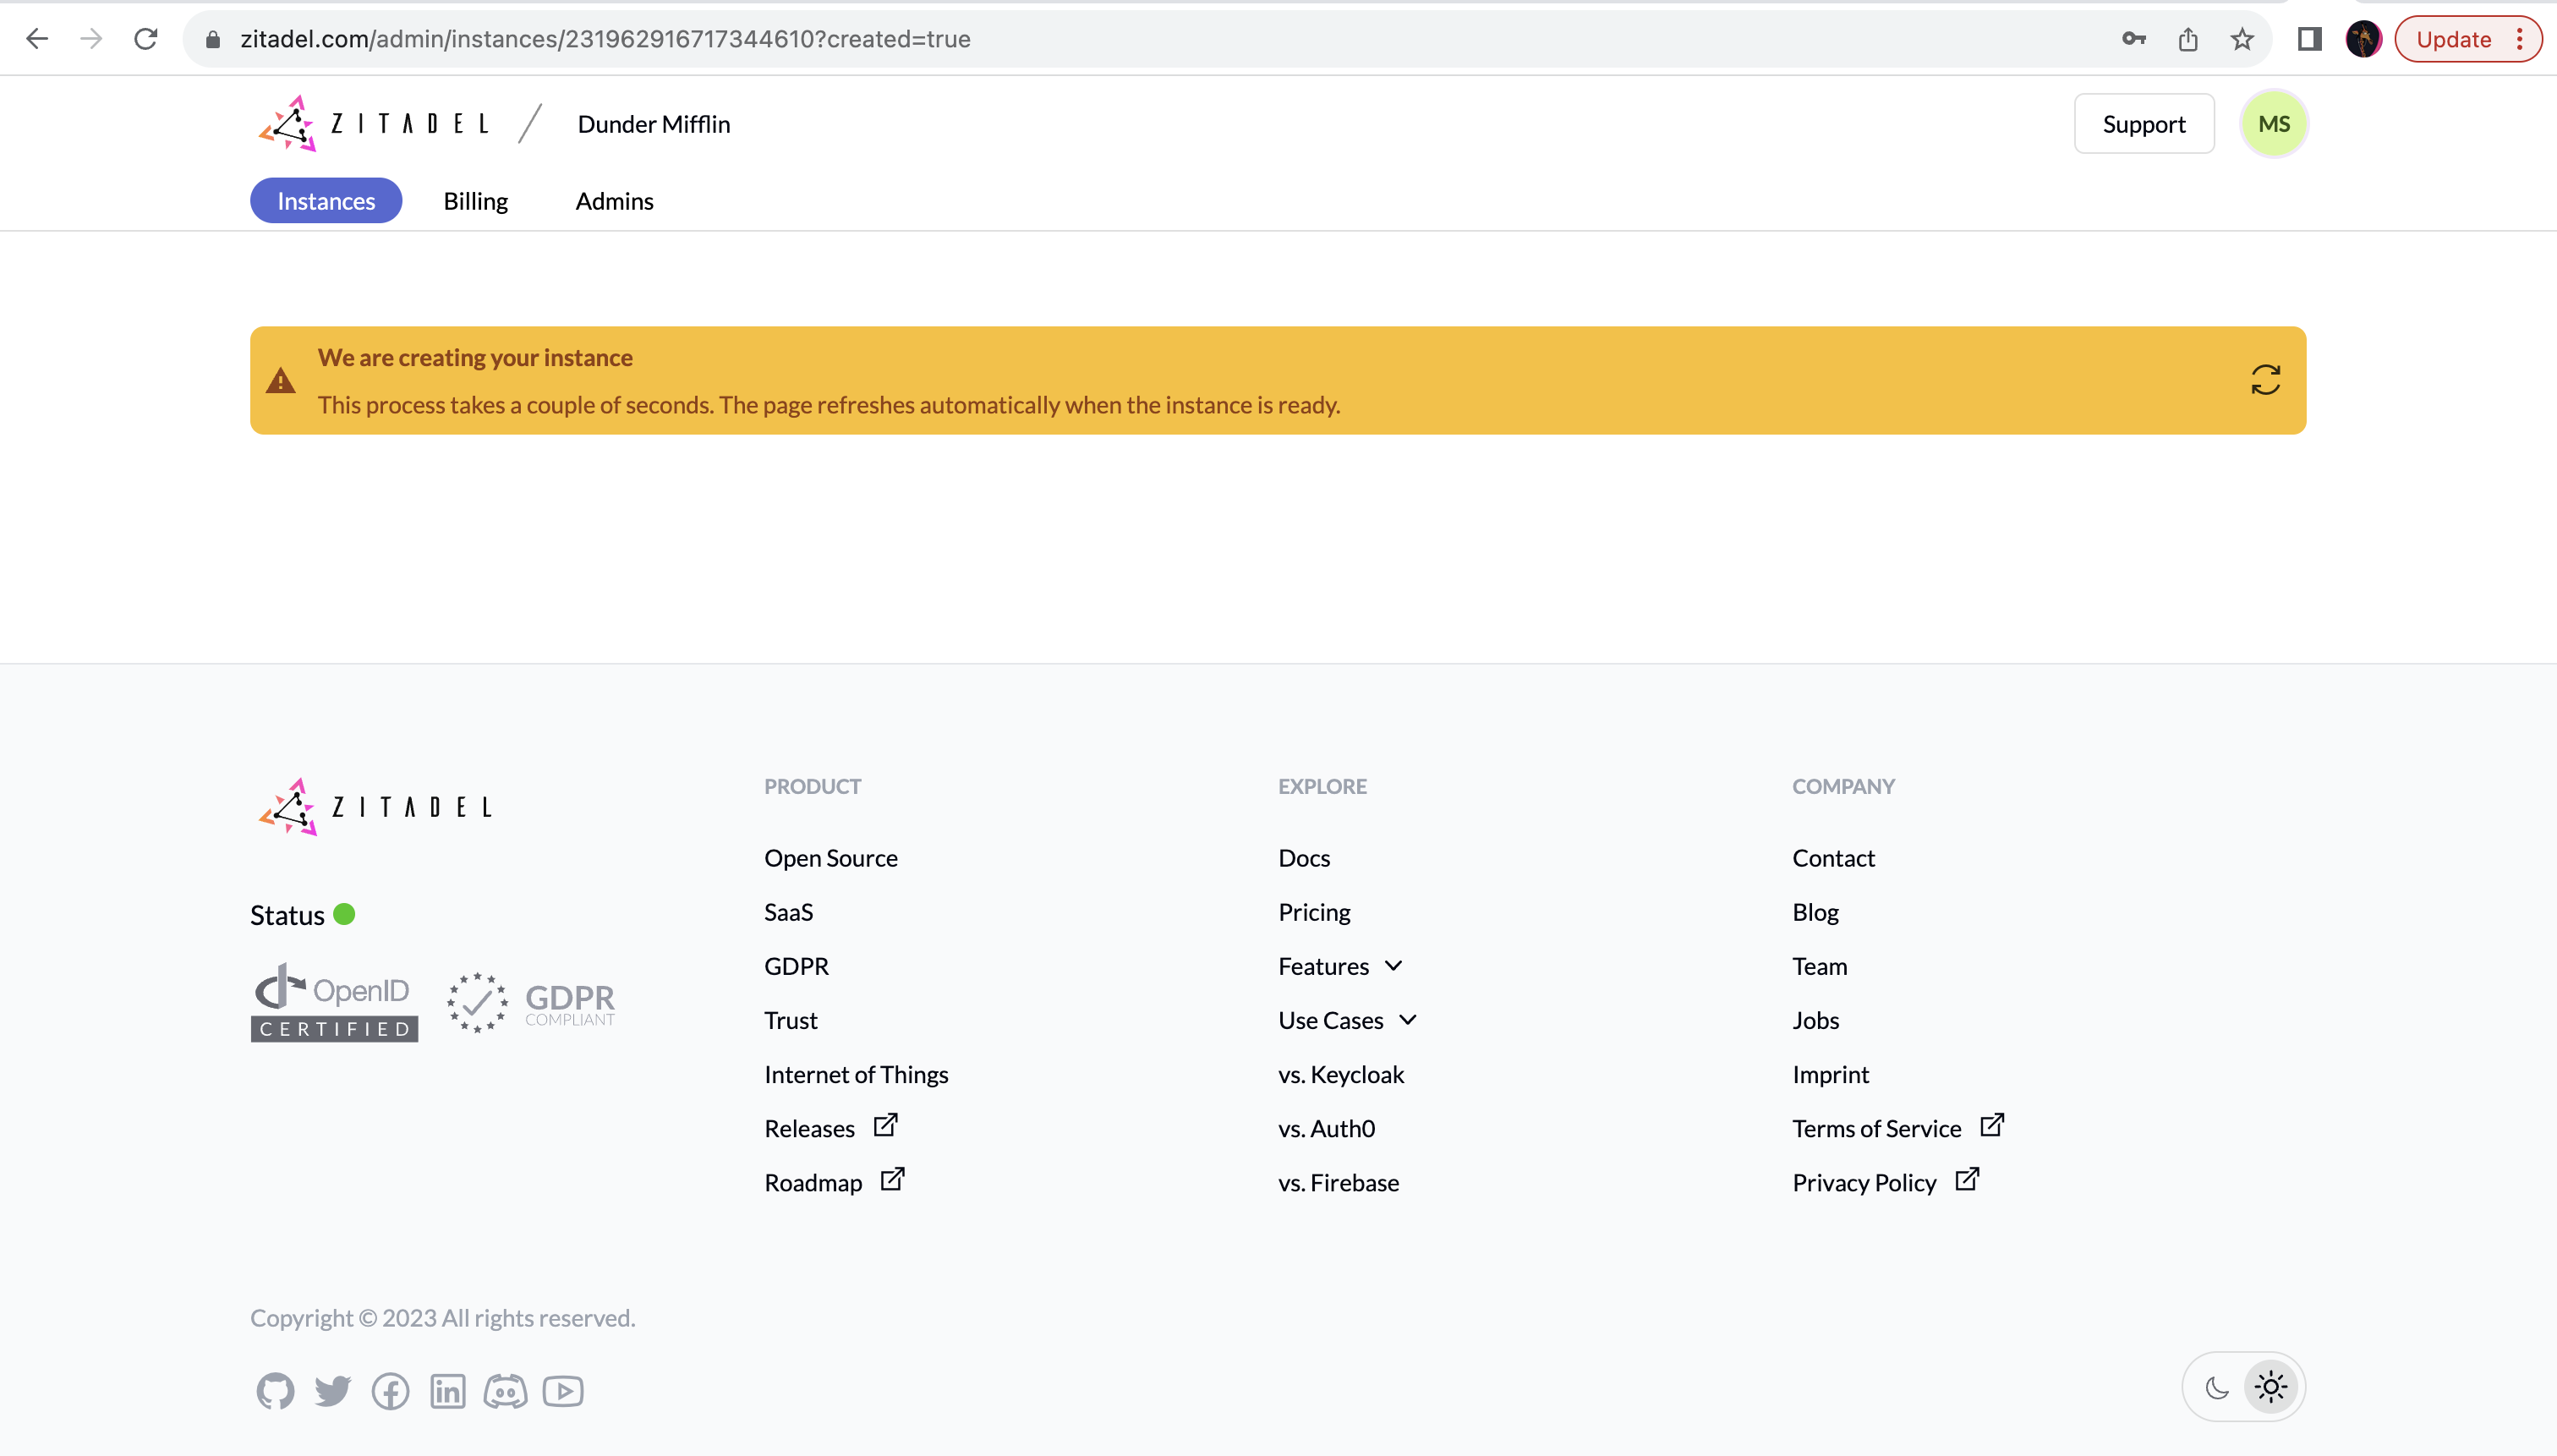 zitadel.com/admin/instances/231962916717344610?created=true
Update
ZITADEL
Dunder Mifflin
Support
MS
Instances
Billing
Admins
We are creating your instance
This process takes a couple of seconds. The page refreshes automatically when the instance is ready.
ZITADEL
Status
OpenID
CERTIFIED
GDPR
COMPLIANT
PRODUCT
Open Source
SaaS
GDPR
Trust
Internet of Things
Releases
Roadmap
EXPLORE
Docs
Pricing
Features
Use Cases
vs. Keycloak
vs. Auth0
vs. Firebase
COMPANY
Contact
Blog
Team
Jobs
Imprint
Terms of Service
Privacy Policy
Copyright © 2023 All rights reserved.